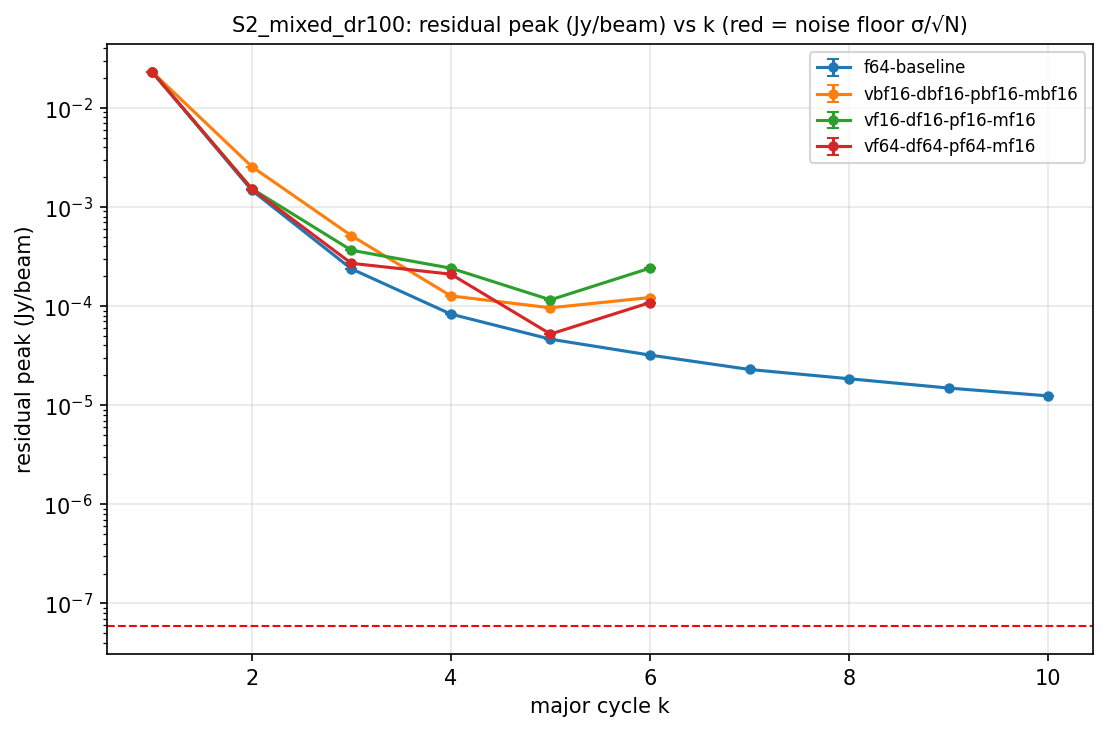 S2_mixed_dr100: residual peak (Jy/beam) vs k (red = noise floor σ/√N)
f64-baseline
vbf16-dbf16-pbf16-mbf16
vf16-df16-pf16-mf16
vf64-df64-pf64-mf16
residual peak (Jy/beam)
10⁻²
10⁻³
10⁻⁴
10⁻⁵
10⁻⁶
10⁻⁷
2 4 6 8 10
major cycle k